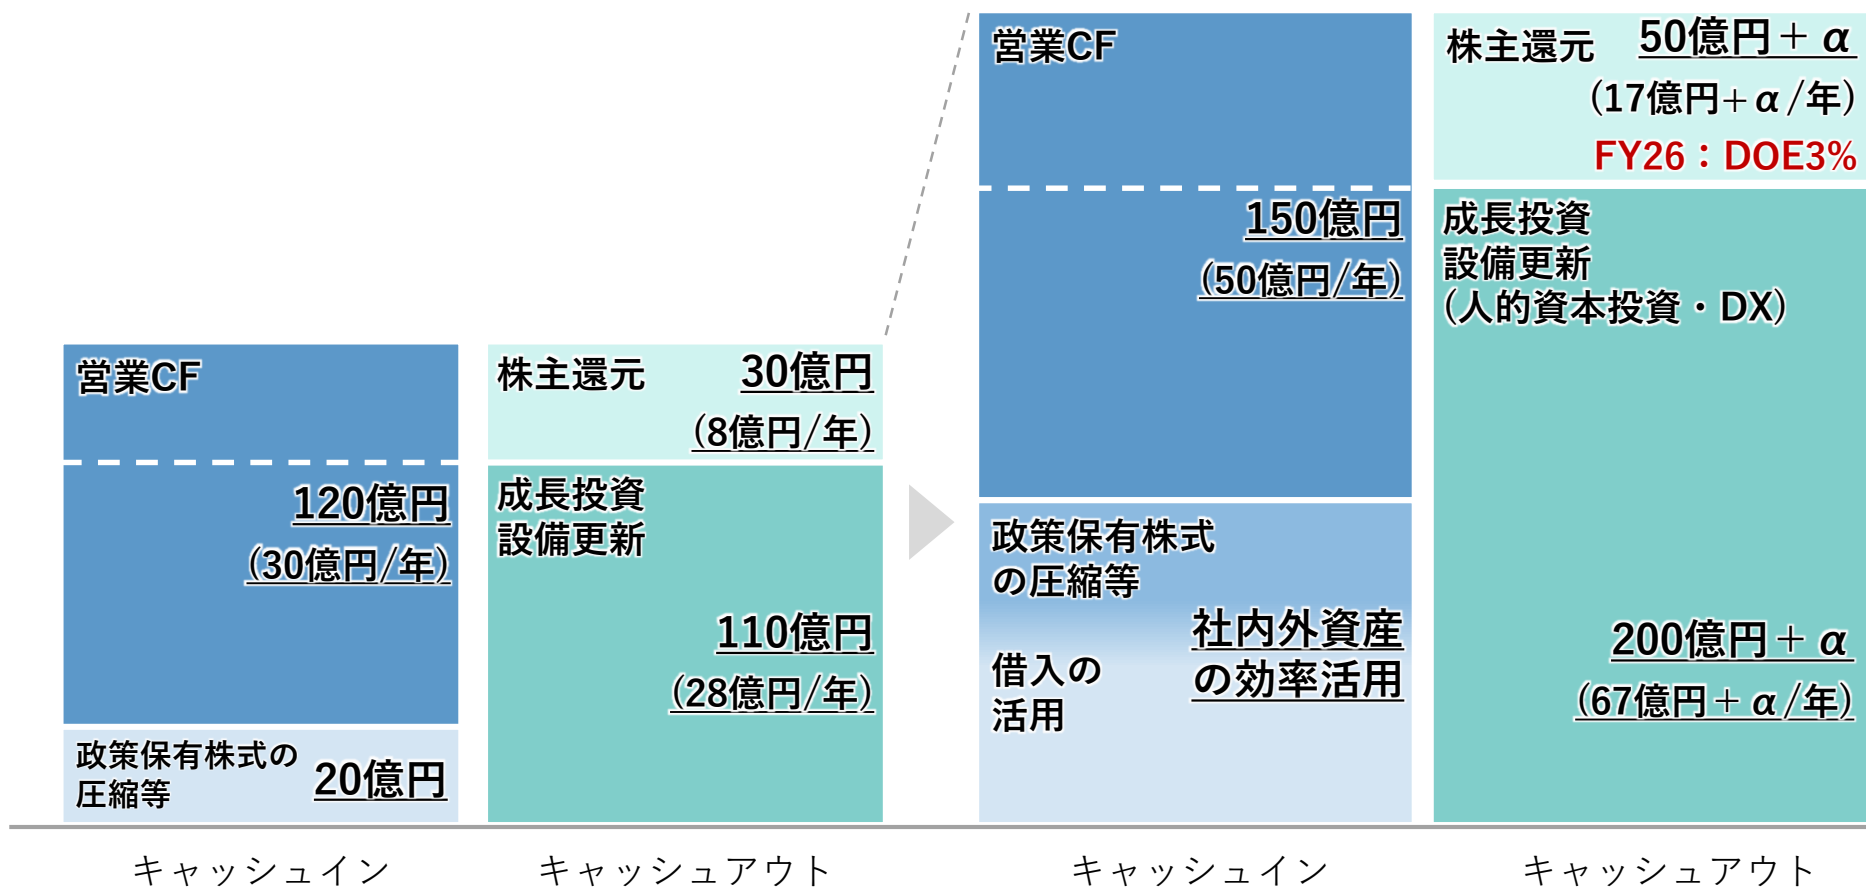 営業CF
120億円
(30億円/年)
政策保有株式の
圧縮等
20億円
キャッシュイン
株主還元 30億円
(8億円/年)
成長投資
設備更新
110億円
(28億円/年)
キャッシュアウト
営業CF
150億円
(50億円/年)
政策保有株式
の圧縮等
社内外資産
の効率活用
借入の
活用
キャッシュイン
株主還元 50億円+α
(17億円+α/年)
FY26:DOE3%
成長投資
設備更新
(人的資本投資・DX)
200億円+α
(67億円+α/年)
キャッシュアウト